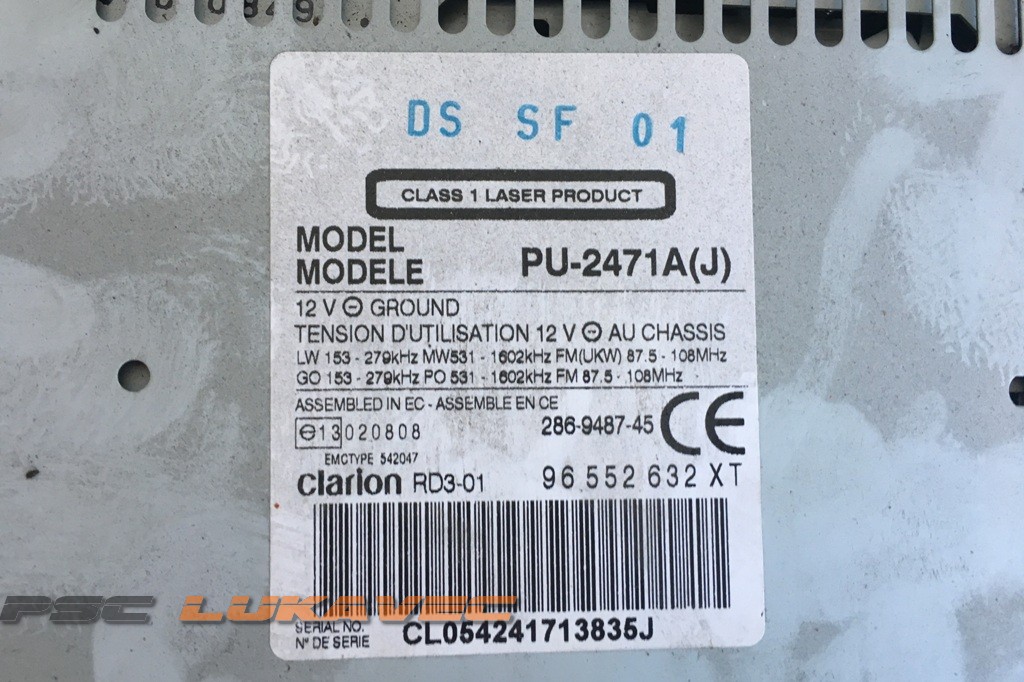 0 0849
DS SF 01
CLASS 1 LASER PRODUCT
MODEL
MODELE PU-2471A(J)
12 V ⊖ GROUND
TENSION D'UTILISATION 12 V ⊖ AU CHASSIS
LW 153 - 279kHz MW531 - 1602kHz FM(UKW) 87.5 - 108MHz
GO 153 - 279kHz PO 531 - 1602kHz FM 87.5 - 108MHz
ASSEMBLED IN EC - ASSEMBLE EN CE
⊖13 020808 286-9487-45 CE
EMCTYPE 542047
clarion RD3-01 96 552 632 XT
PSC LUKAVEC
SERIAL NO.
N° DE SERIE CL054241713835J